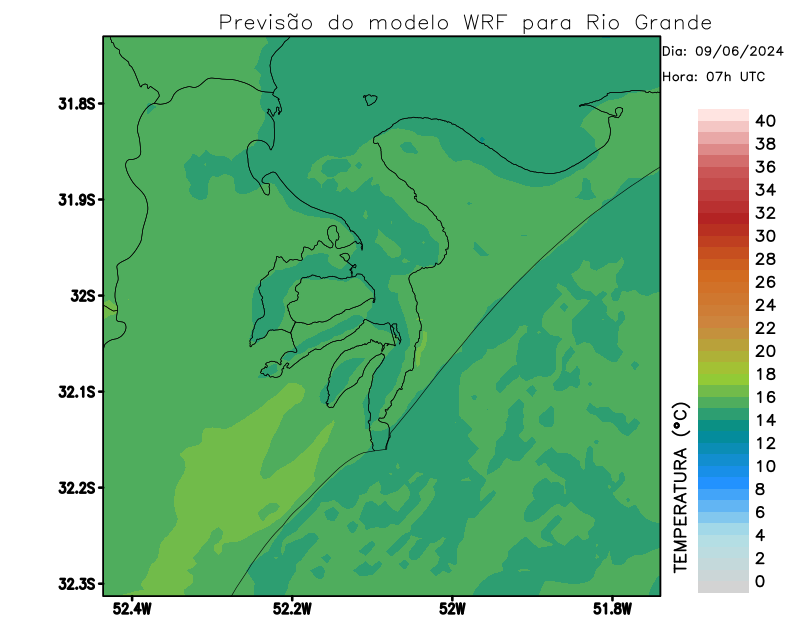 Previsão do modelo WRF para Rio Grande
Dia: 09/06/2024
Hora: 07h UTC
31.8S
31.9S
32S
32.1S
32.2S
32.3S
52.4W
52.2W
52W
51.8W
TEMPERATURA (°C)
40
38
36
34
32
30
28
26
24
22
20
18
16
14
12
10
8
6
4
2
0